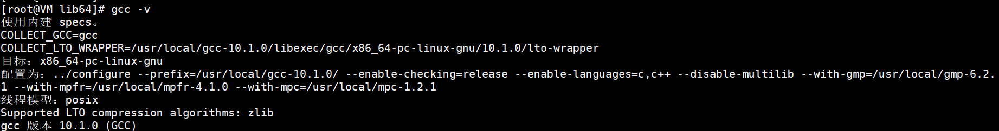 [root@VM lib64]# gcc -v
使用内建 specs。
COLLECT_GCC=gcc
COLLECT_LTO_WRAPPER=/usr/local/gcc-10.1.0/libexec/gcc/x86_64-pc-linux-gnu/10.1.0/lto-wrapper
目标：x86_64-pc-linux-gnu
配置为：../configure --prefix=/usr/local/gcc-10.1.0/ --enable-checking=release --enable-languages=c,c++ --disable-multilib --with-gmp=/usr/local/gmp-6.2.
1 --with-mpfr=/usr/local/mpfr-4.1.0 --with-mpc=/usr/local/mpc-1.2.1
线程模型：posix
Supported LTO compression algorithms: zlib
gcc 版本 10.1.0 (GCC)